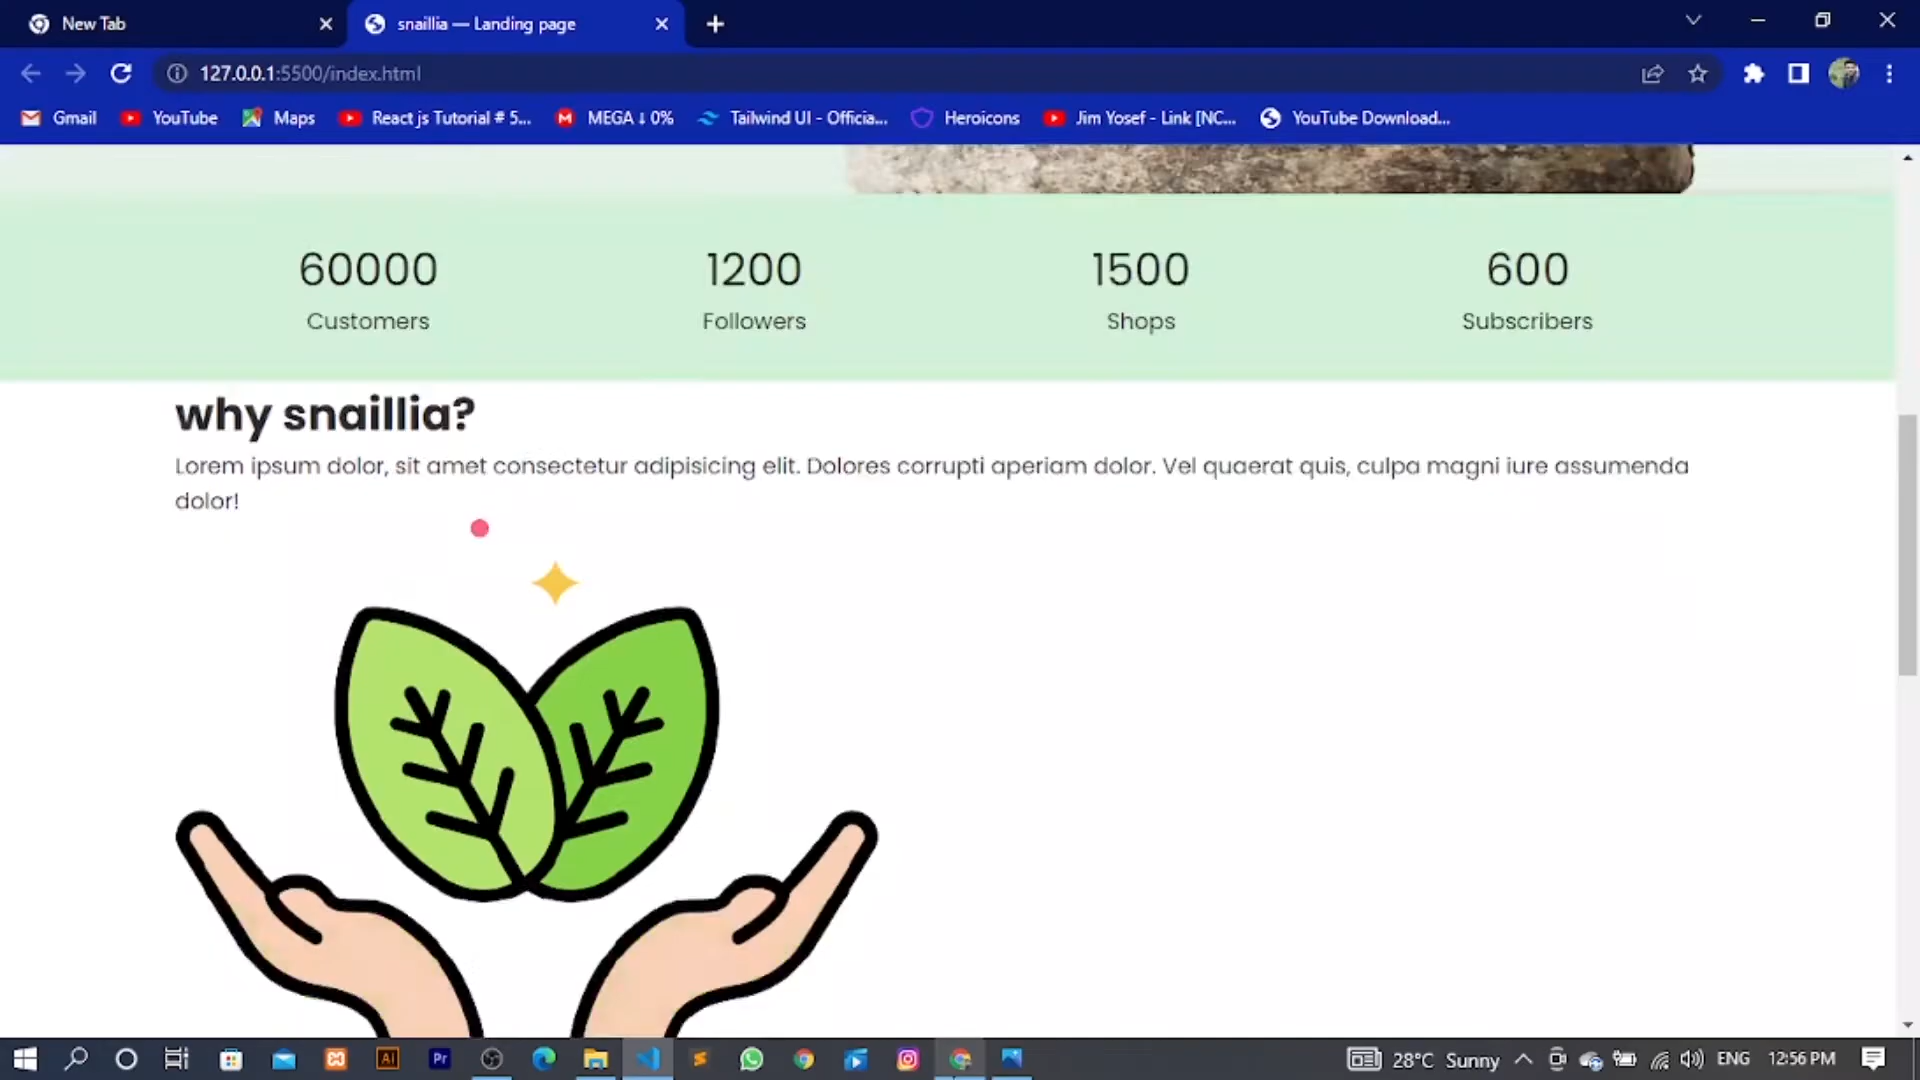 New Tab
snaillia — Landing page
127.0.0.1:5500/index.html
Gmail
YouTube
Maps
React js Tutorial # 5...
MEGA ↓ 0%
Tailwind UI - Officia...
Heroicons
Jim Yosef - Link [NC...
YouTube Download...
60000
1200
1500
600
Customers
Followers
Shops
Subscribers
why snaillia?
Lorem ipsum dolor, sit amet consectetur adipisicing elit. Dolores corrupti aperiam dolor. Vel quaerat quis, culpa magni iure assumenda
dolor!
Ai
Pr
28°C Sunny
ENG
12:56 PM